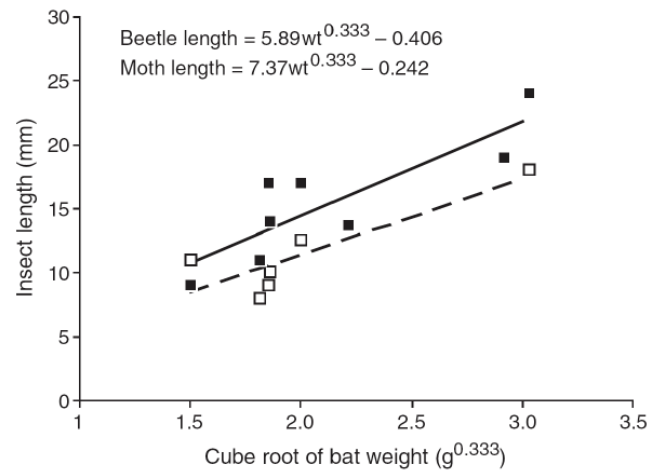 30
Beetle length = 5.89wt^0.333 – 0.406
Moth length = 7.37wt^0.333 – 0.242
25
20
15
10
5
0
Insect length (mm)
1 1.5 2.0 2.5 3.0 3.5
Cube root of bat weight (g^0.333)